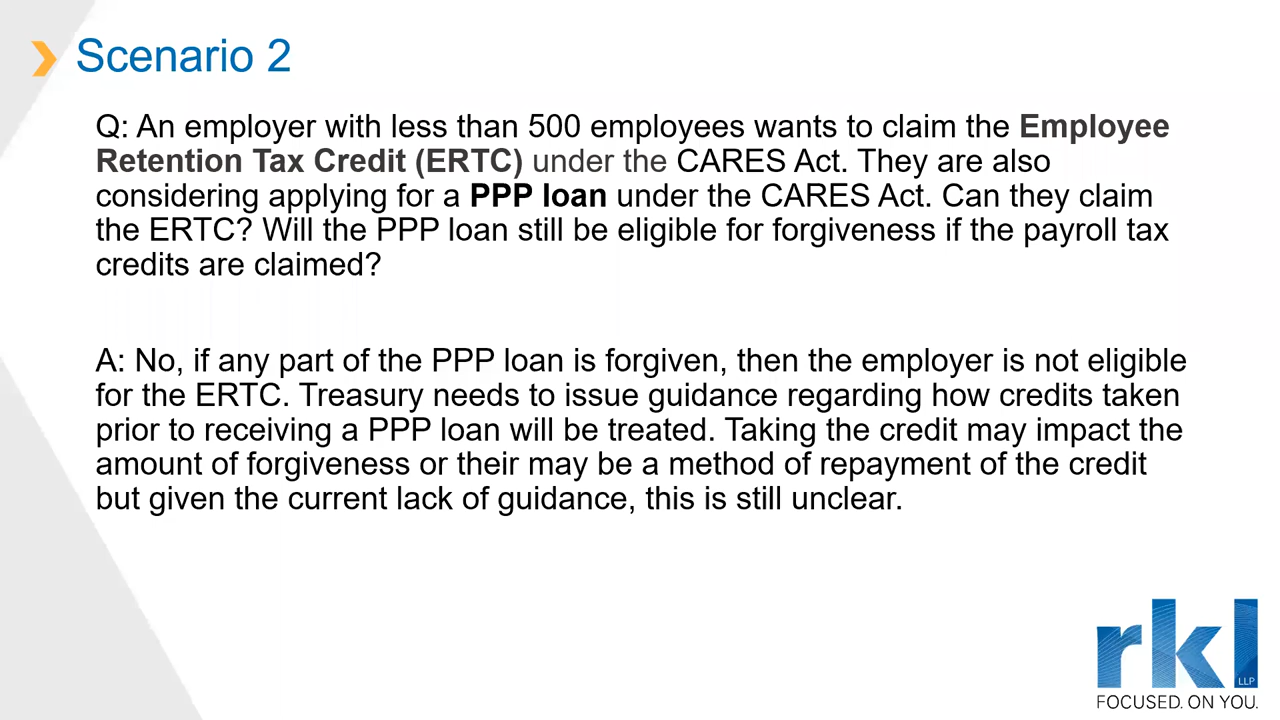 Scenario 2
Q: An employer with less than 500 employees wants to claim the Employee
Retention Tax Credit (ERTC) under the CARES Act. They are also
considering applying for a PPP loan under the CARES Act. Can they claim
the ERTC? Will the PPP loan still be eligible for forgiveness if the payroll tax
credits are claimed?
A: No, if any part of the PPP loan is forgiven, then the employer is not eligible
for the ERTC. Treasury needs to issue guidance regarding how credits taken
prior to receiving a PPP loan will be treated. Taking the credit may impact the
amount of forgiveness or their may be a method of repayment of the credit
but given the current lack of guidance, this is still unclear.
rkl
LLP
FOCUSED. ON YOU.